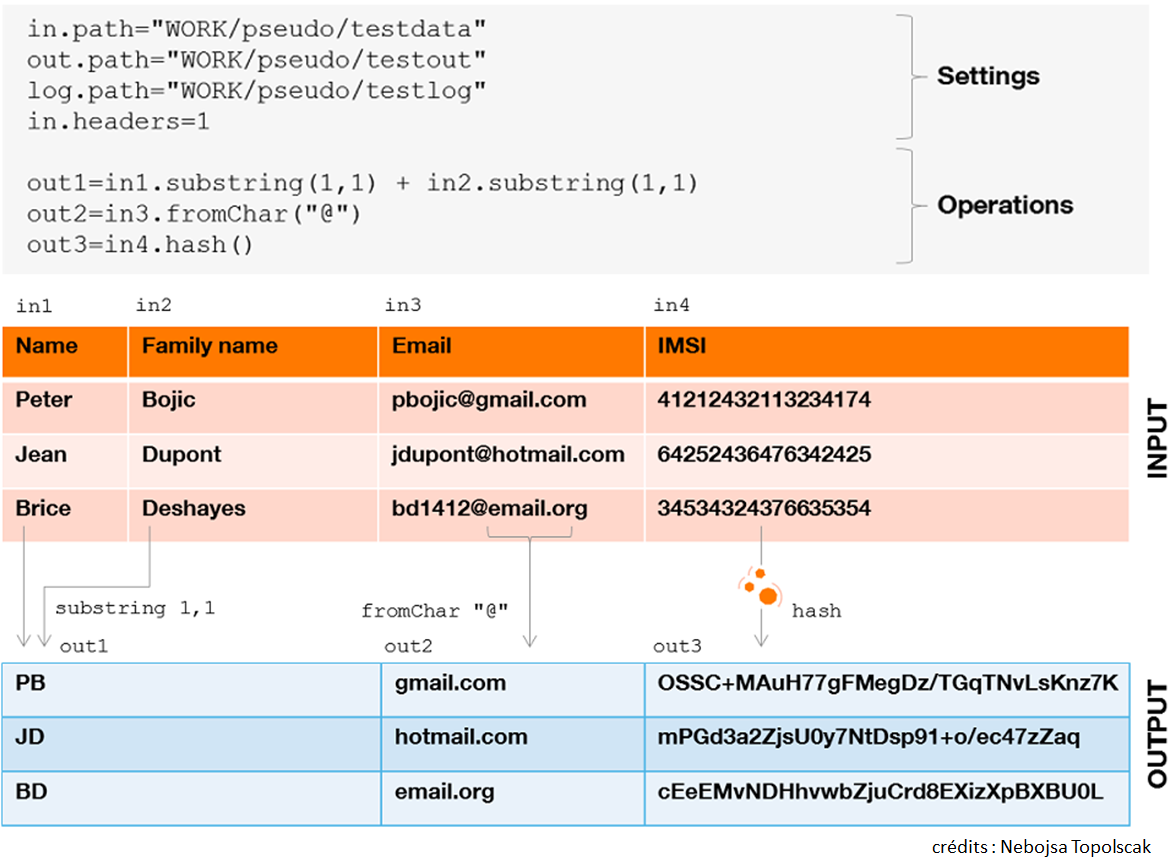 in.path="WORK/pseudo/testdata"
out.path="WORK/pseudo/testout"
log.path="WORK/pseudo/testlog"
in.headers=1
Settings
out1=in1.substring(1,1) + in2.substring(1,1)
out2=in3.fromChar("@")
out3=in4.hash()
Operations
in1 in2 in3 in4
Name Family name Email IMSI
Peter Bojic pbojic@gmail.com 41212432113234174
Jean Dupont jdupont@hotmail.com 64252436476342425
Brice Deshayes bd1412@email.org 34534324376635354
INPUT
substring 1,1 fromChar "@" hash
out1 out2 out3
PB gmail.com OSSC+MAuH77gFMegDz/TGqTNvLsKnz7K
JD hotmail.com mPGd3a2ZjsU0y7NtDsp91+o/ec47zZaq
BD email.org cEeEMvNDHhvwbZjuCrd8EXizXpBXBU0L
OUTPUT
crédits : Nebojsa Topolscak